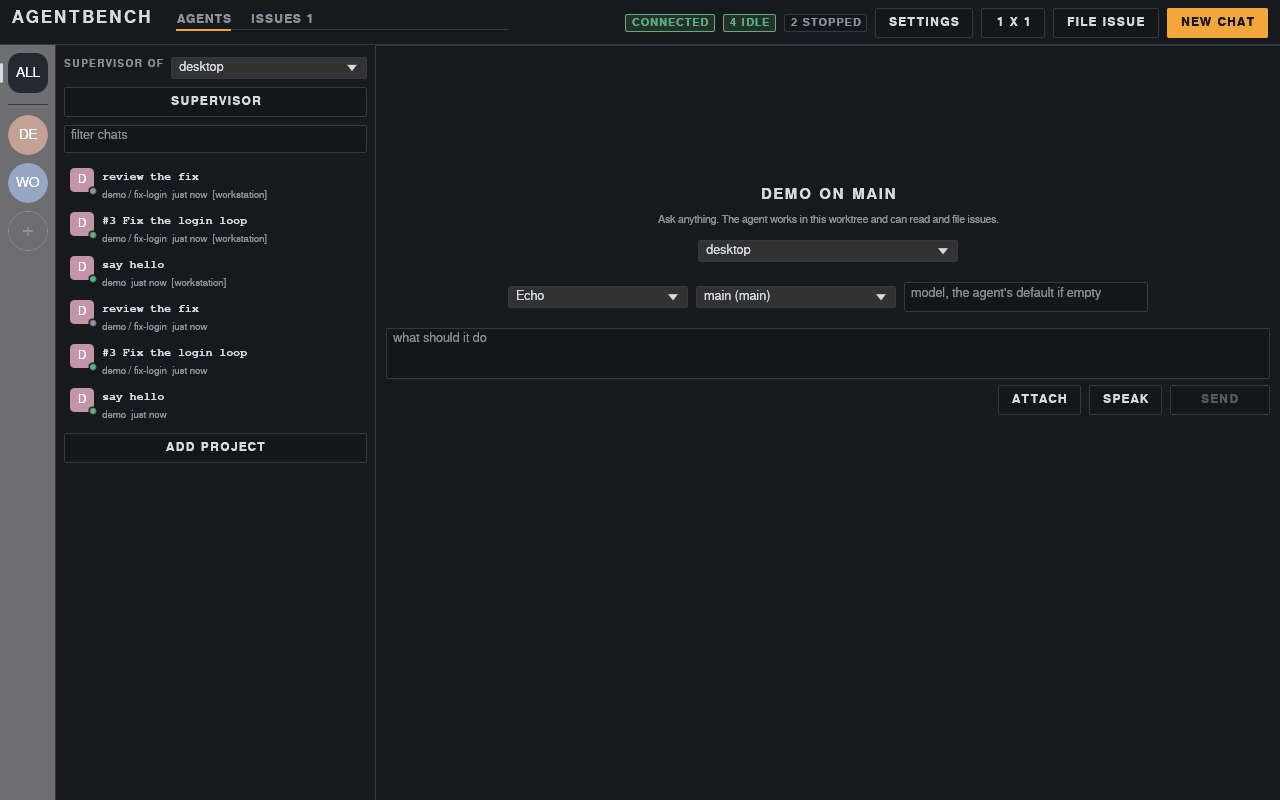 AGENTBENCH
AGENTS
ISSUES 1
CONNECTED
4 IDLE
2 STOPPED
SETTINGS
1 X 1
FILE ISSUE
NEW CHAT
ALL
DE
WO
+
SUPERVISOR OF
desktop
SUPERVISOR
filter chats
D
review the fix
demo / fix-login just now [workstation]
D
#3 Fix the login loop
demo / fix-login just now [workstation]
D
say hello
demo just now [workstation]
D
review the fix
demo / fix-login just now
D
#3 Fix the login loop
demo / fix-login just now
D
say hello
demo just now
ADD PROJECT
DEMO ON MAIN
Ask anything. The agent works in this worktree and can read and file issues.
desktop
Echo
main (main)
model, the agent's default if empty
what should it do
ATTACH
SPEAK
SEND